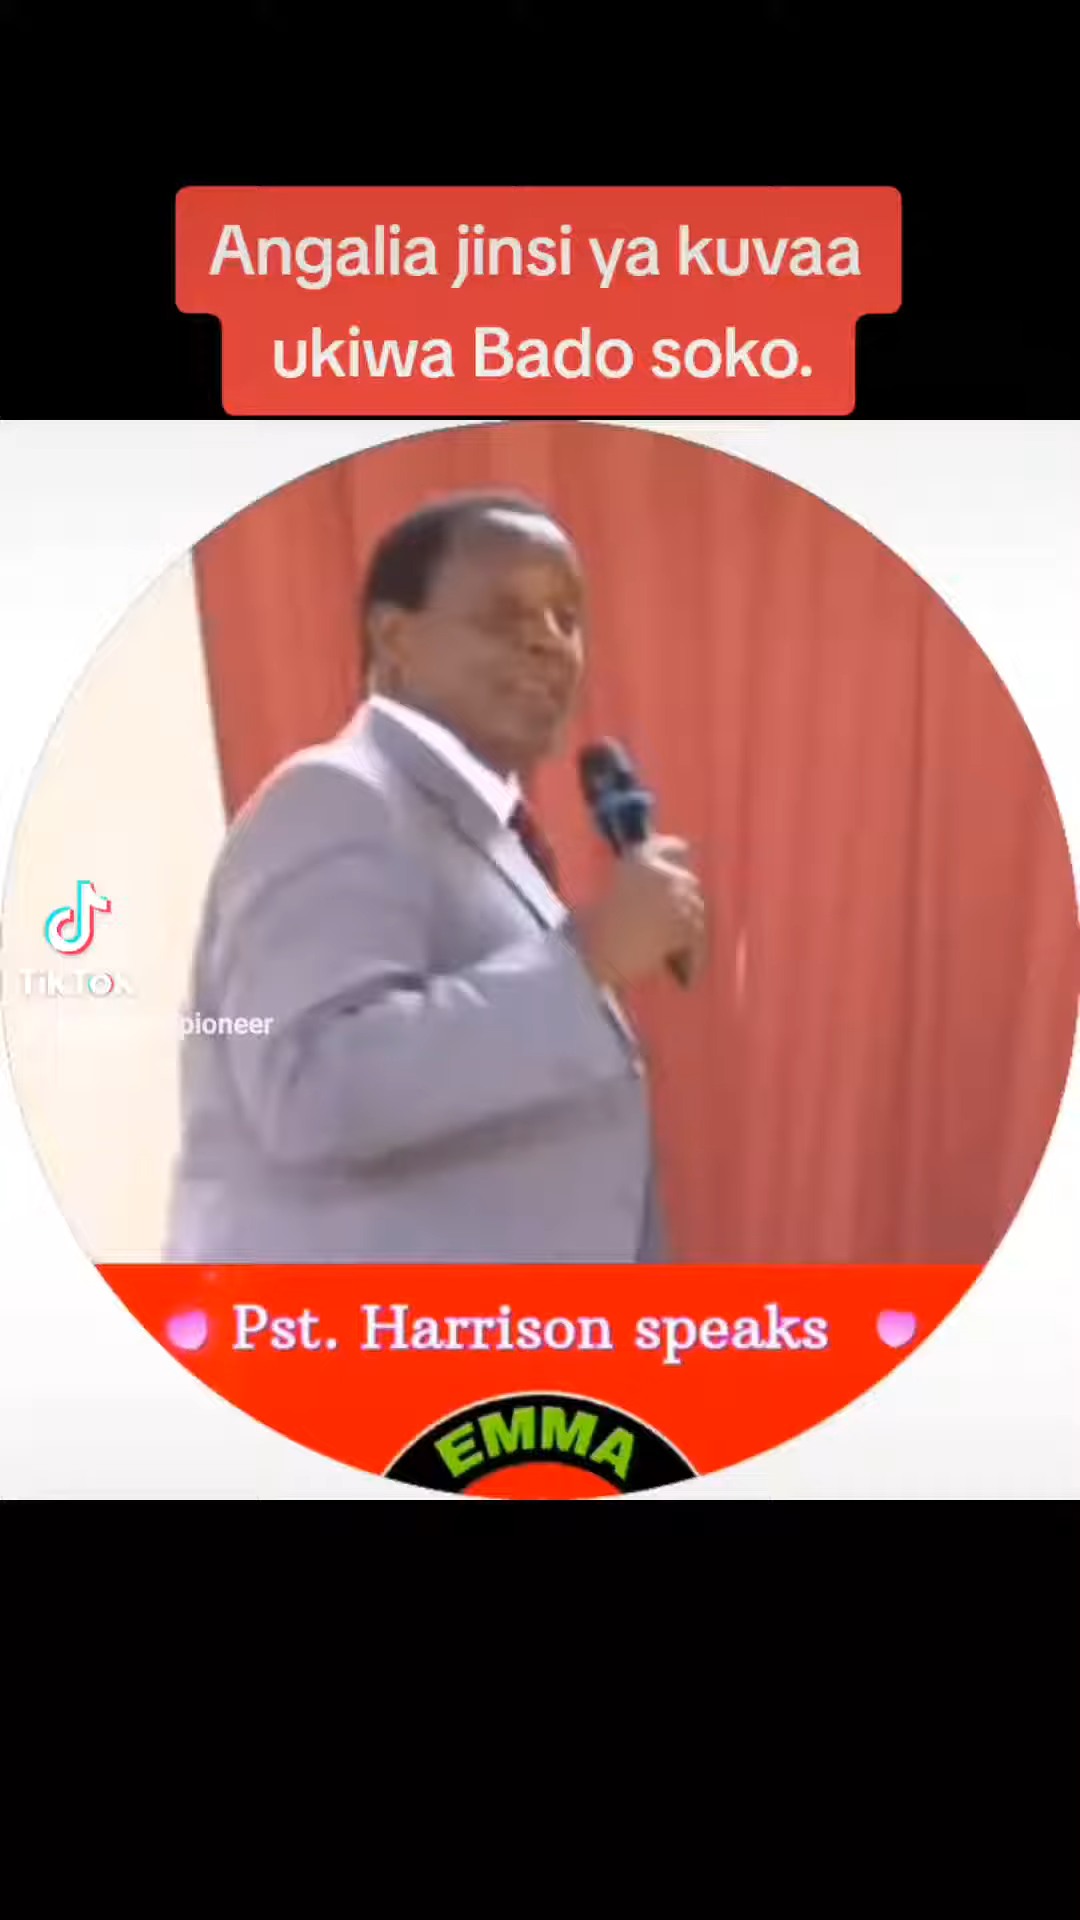 Angalia jinsi ya kuvaa
ukiwa Bado soko.
TikTok
pioneer
Pst. Harrison speaks
EMMA